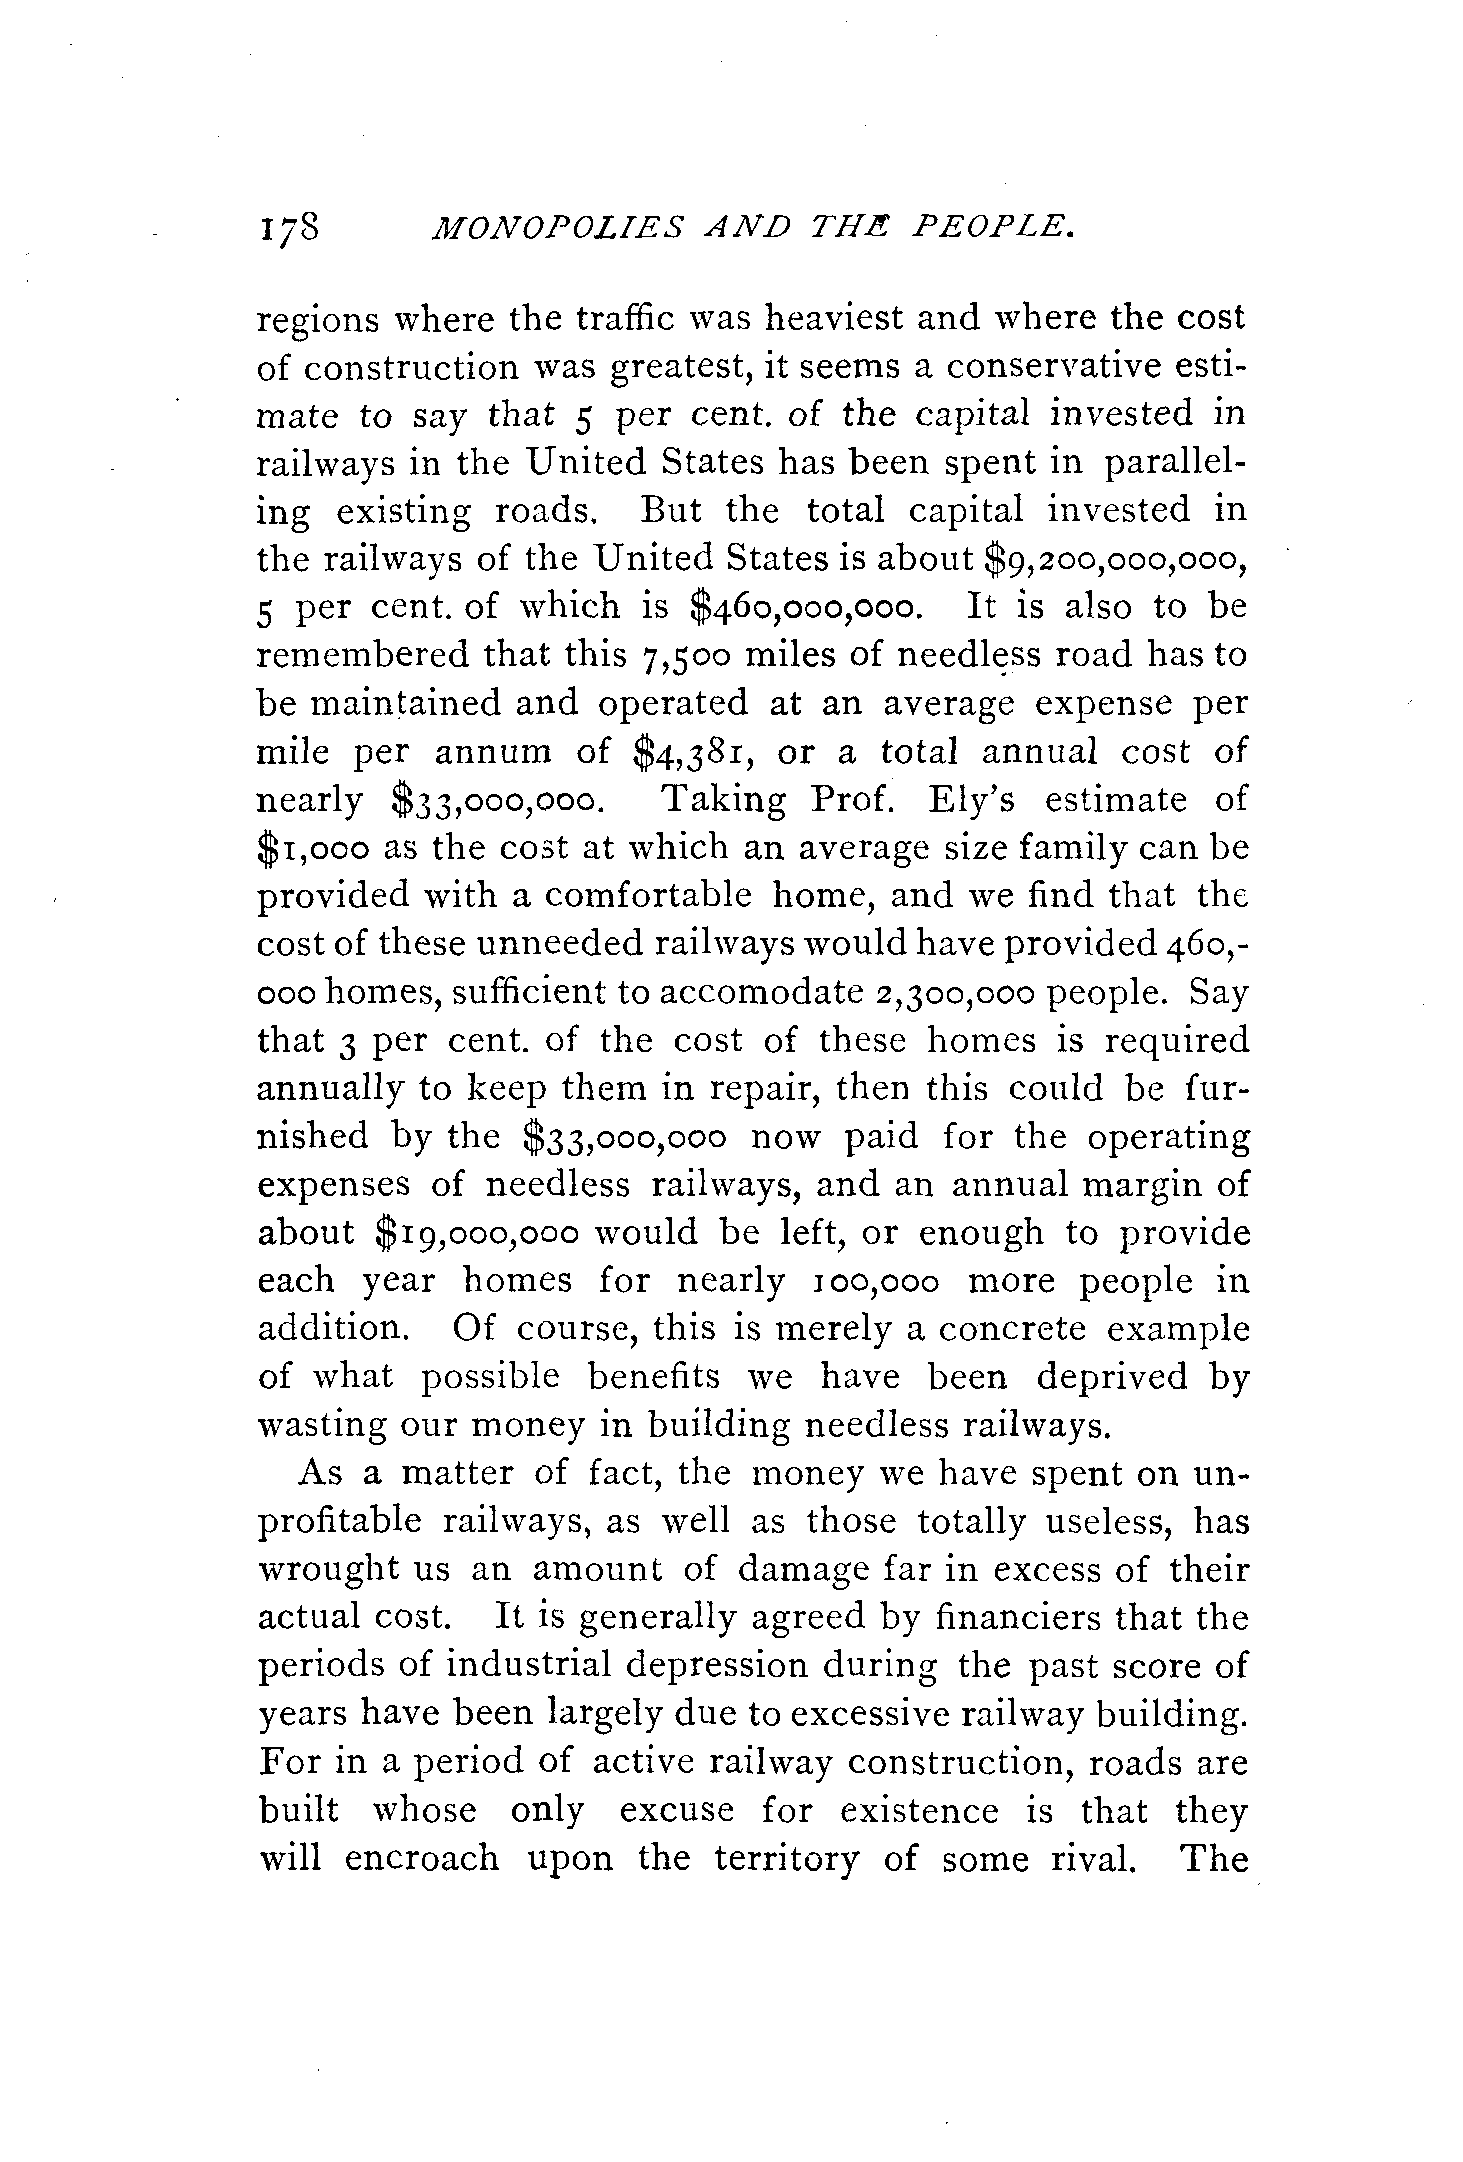 178 MONOPOLIES AND THE PEOPLE.
regions where the traffic was heaviest and where the cost
of construction was greatest, it seems a conservative esti-
mate to say that 5 per cent. of the capital invested in
railways in the United States has been spent in parallel-
ing existing roads. But the total capital invested in
the railways of the United States is about $9,200,000,000,
5 per cent. of which is $460,000,000. It is also to be
remembered that this 7,500 miles of needless road has to
be maintained and operated at an average expense per
mile per annum of $4,381, or a total annual cost of
nearly $33,000,000. Taking Prof. Ely's estimate of
$1,000 as the cost at which an average size family can be
provided with a comfortable home, and we find that the
cost of these unneeded railways would have provided 460,-
000 homes, sufficient to accomodate 2,300,000 people. Say
that 3 per cent. of the cost of these homes is required
annually to keep them in repair, then this could be fur-
nished by the $33,000,000 now paid for the operating
expenses of needless railways, and an annual margin of
about $19,000,000 would be left, or enough to provide
each year homes for nearly 100,000 more people in
addition. Of course, this is merely a concrete example
of what possible benefits we have been deprived by
wasting our money in building needless railways.
As a matter of fact, the money we have spent on un-
profitable railways, as well as those totally useless, has
wrought us an amount of damage far in excess of their
actual cost. It is generally agreed by financiers that the
periods of industrial depression during the past score of
years have been largely due to excessive railway building.
For in a period of active railway construction, roads are
built whose only excuse for existence is that they
will encroach upon the territory of some rival. The